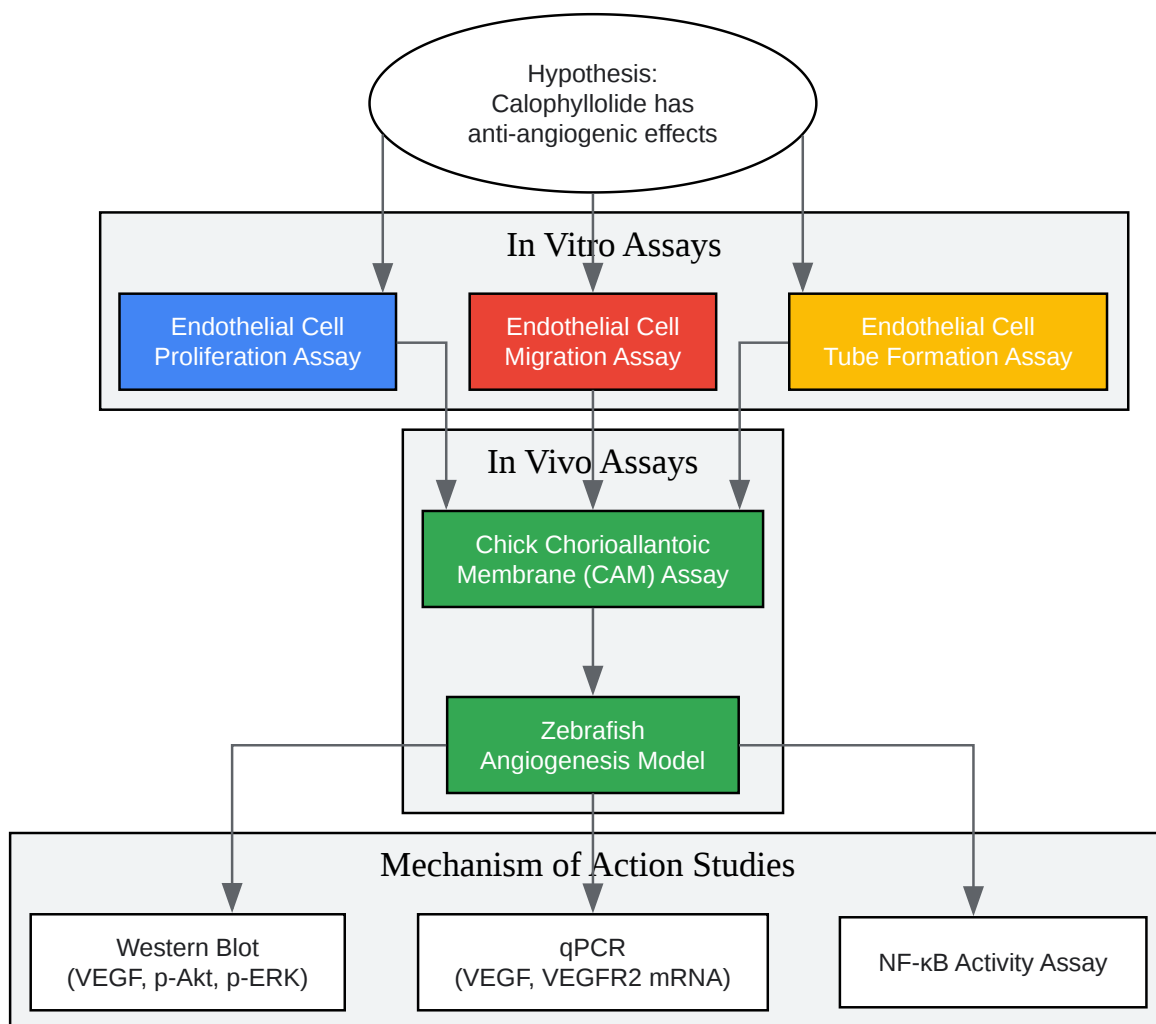 Hypothesis:
Calophyllolide has
anti-angiogenic effects
In Vitro Assays
Endothelial Cell
Proliferation Assay
Endothelial Cell
Migration Assay
Endothelial Cell
Tube Formation Assay
In Vivo Assays
Chick Chorioallantoic
Membrane (CAM) Assay
Zebrafish
Angiogenesis Model
Mechanism of Action Studies
Western Blot
(VEGF, p-Akt, p-ERK)
qPCR
(VEGF, VEGFR2 mRNA)
NF-κB Activity Assay